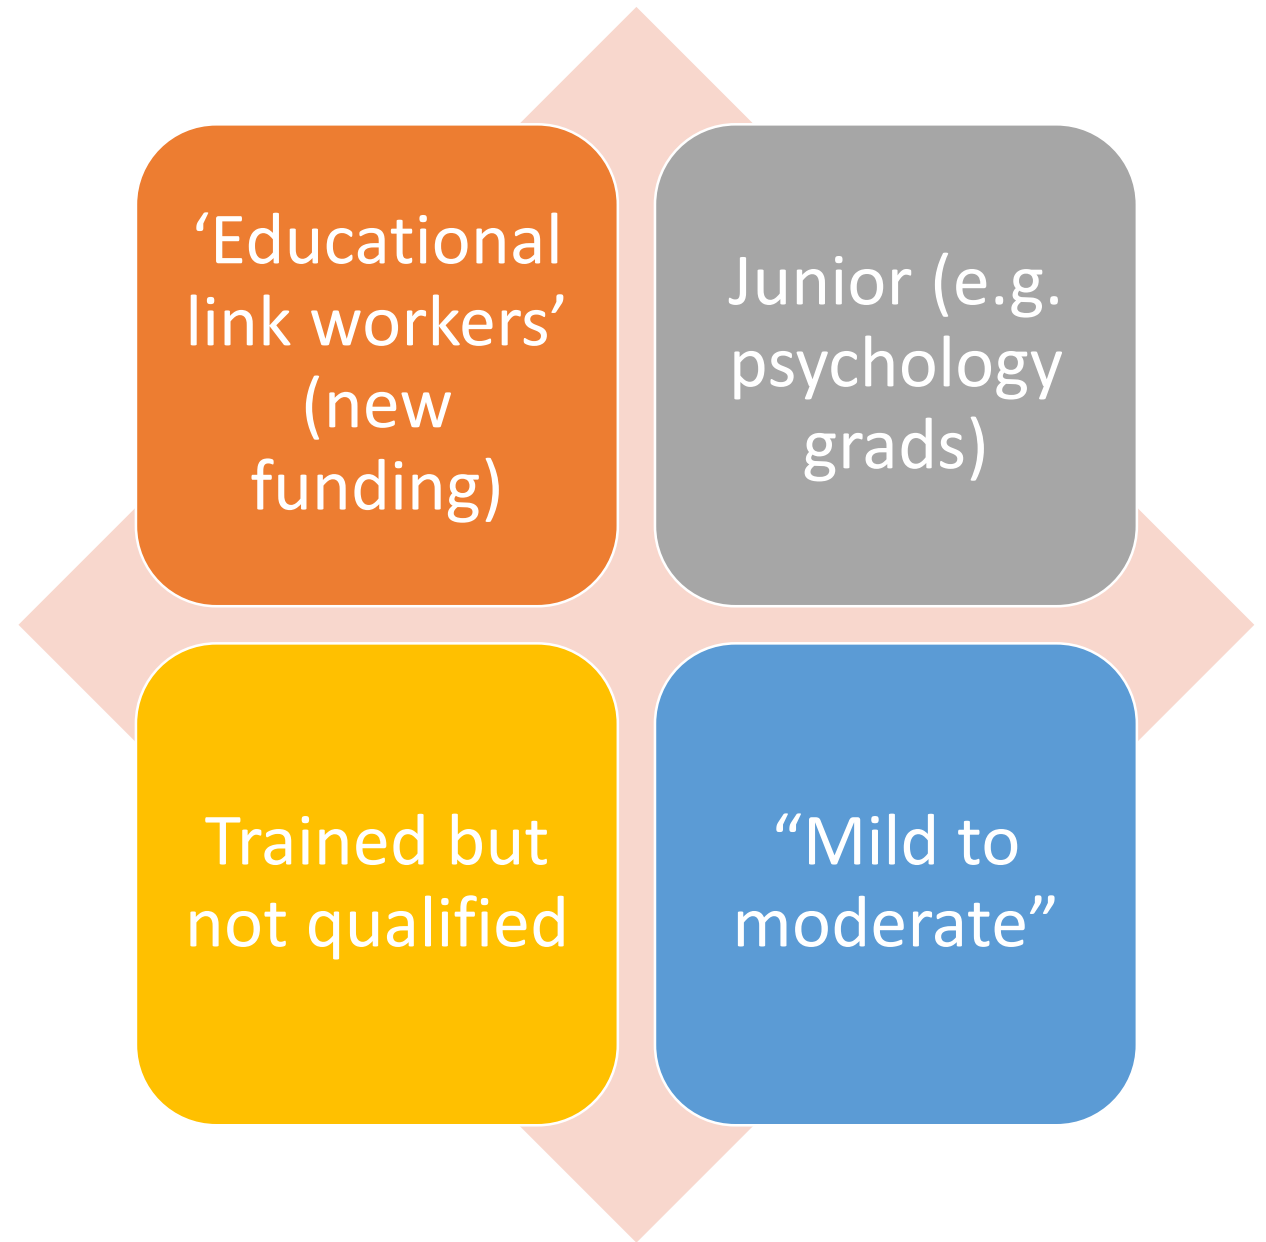 ‘Educational
link workers’
(new
funding)
Junior (e.g.
psychology
grads)
Trained but
not qualified
“Mild to
moderate”